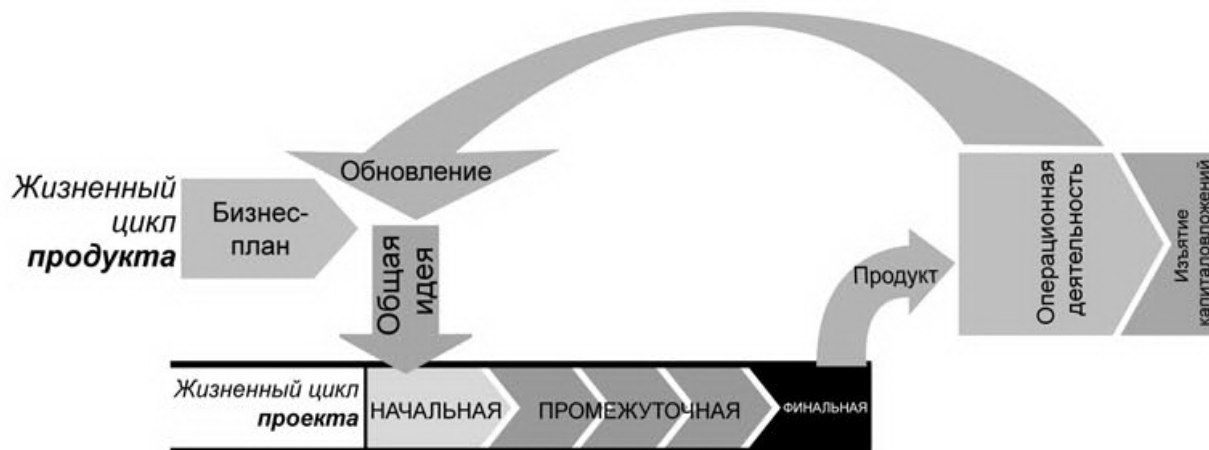 Жизненный
цикл
продукта
Бизнес-
план
Обновление
Общая
идея
Продукт
Операционная
деятельность
Изъятие
капиталовложений
Жизненный цикл
проекта
НАЧАЛЬНАЯ
ПРОМЕЖУТОЧНАЯ
ФИНАЛЬНАЯ